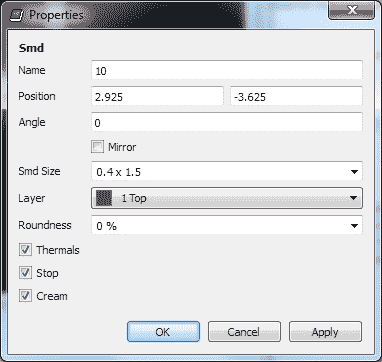 Properties
Smd
Name 10
Position 2.925 -3.625
Angle 0
Mirror
Smd Size 0.4 x 1.5
Layer 1 Top
Roundness 0 %
Thermals
Stop
Cream
OK Cancel Apply